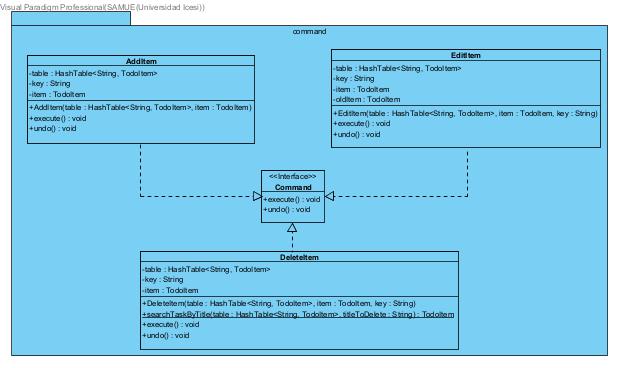 Visual Paradigm Professional(SAMUE(Universidad Icesi))
command
AddItem
-table : HashTable<String, TodoItem>
-key : String
-item : TodoItem
+AddItem(table : HashTable<String, TodoItem>, item : TodoItem)
+execute() : void
+undo() : void
EditItem
-table : HashTable<String, TodoItem>
-key : String
-item : TodoItem
-oldItem : TodoItem
+EditItem(table : HashTable<String, TodoItem>, item : TodoItem, key : String)
+execute() : void
+undo() : void
<<Interface>>
Command
+execute() : void
+undo() : void
DeleteItem
-table : HashTable<String, TodoItem>
-key : String
-item : TodoItem
+DeleteItem(table : HashTable<String, TodoItem>, item : TodoItem, key : String)
+searchTaskByTitle(table : HashTable<String, TodoItem>, titleToDelete : String) : TodoItem
+execute() : void
+undo() : void